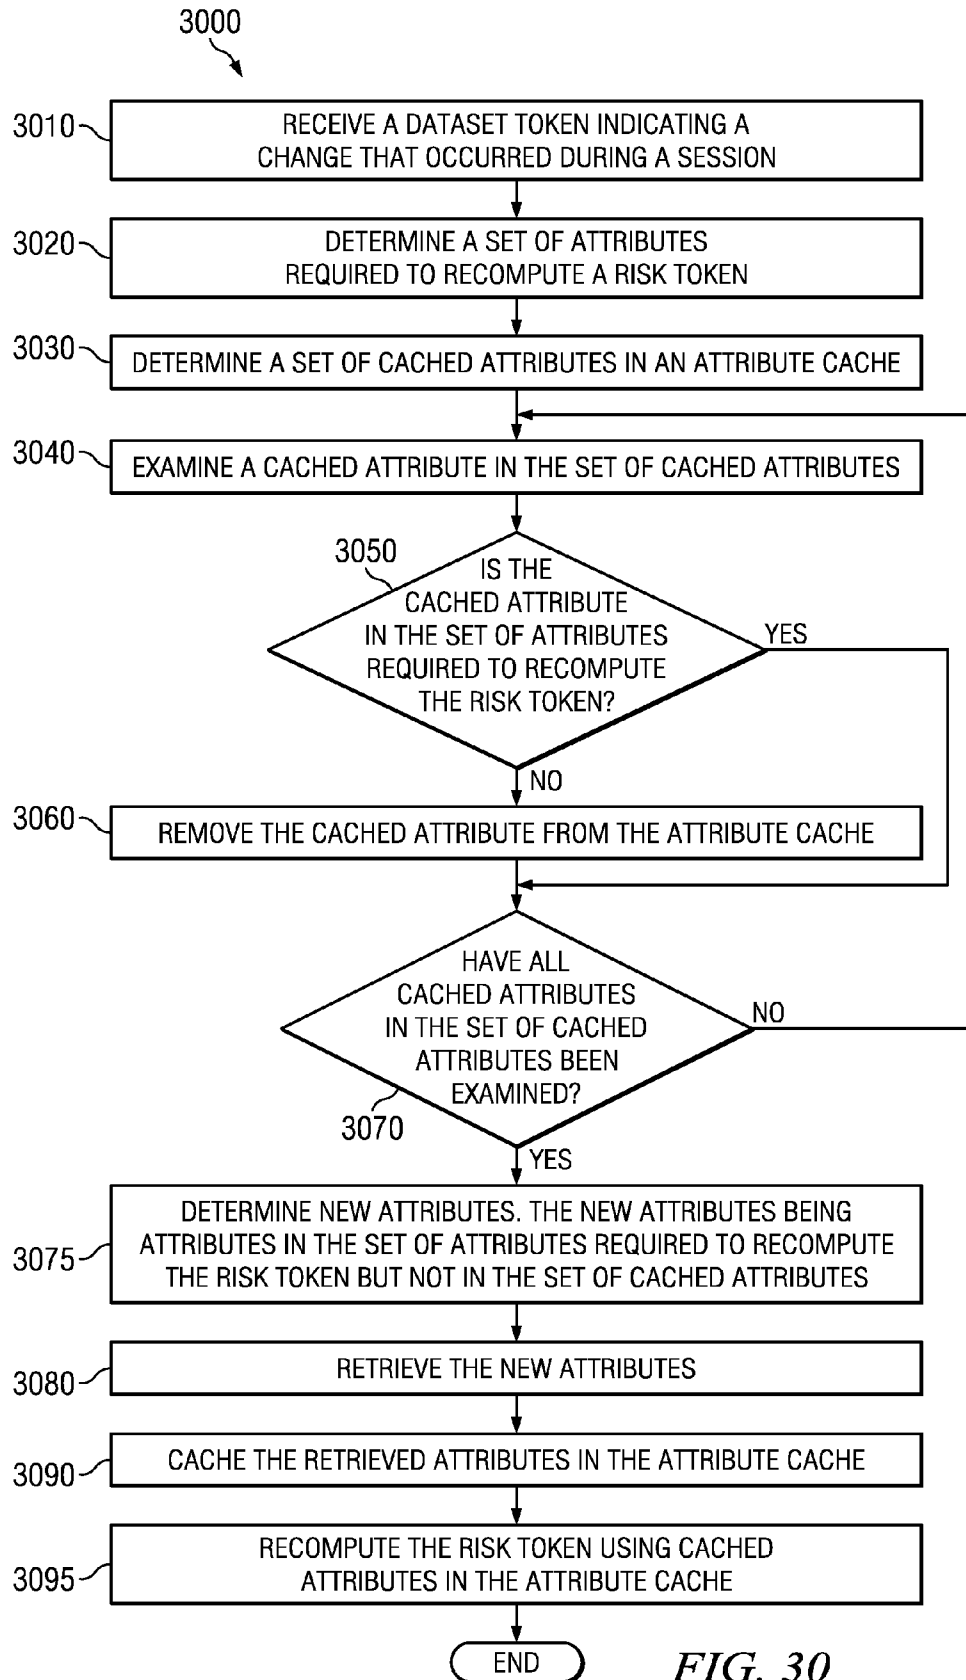 3000
3010
RECEIVE A DATASET TOKEN INDICATING A
CHANGE THAT OCCURRED DURING A SESSION
3020
DETERMINE A SET OF ATTRIBUTES
REQUIRED TO RECOMPUTE A RISK TOKEN
3030
DETERMINE A SET OF CACHED ATTRIBUTES IN AN ATTRIBUTE CACHE
3040
EXAMINE A CACHED ATTRIBUTE IN THE SET OF CACHED ATTRIBUTES
3050
IS THE
CACHED ATTRIBUTE
IN THE SET OF ATTRIBUTES
REQUIRED TO RECOMPUTE
THE RISK TOKEN?
YES
NO
3060
REMOVE THE CACHED ATTRIBUTE FROM THE ATTRIBUTE CACHE
HAVE ALL
CACHED ATTRIBUTES
IN THE SET OF CACHED
ATTRIBUTES BEEN
EXAMINED?
NO
3070
YES
3075
DETERMINE NEW ATTRIBUTES. THE NEW ATTRIBUTES BEING
ATTRIBUTES IN THE SET OF ATTRIBUTES REQUIRED TO RECOMPUTE
THE RISK TOKEN BUT NOT IN THE SET OF CACHED ATTRIBUTES
3080
RETRIEVE THE NEW ATTRIBUTES
3090
CACHE THE RETRIEVED ATTRIBUTES IN THE ATTRIBUTE CACHE
3095
RECOMPUTE THE RISK TOKEN USING CACHED
ATTRIBUTES IN THE ATTRIBUTE CACHE
END
FIG. 30